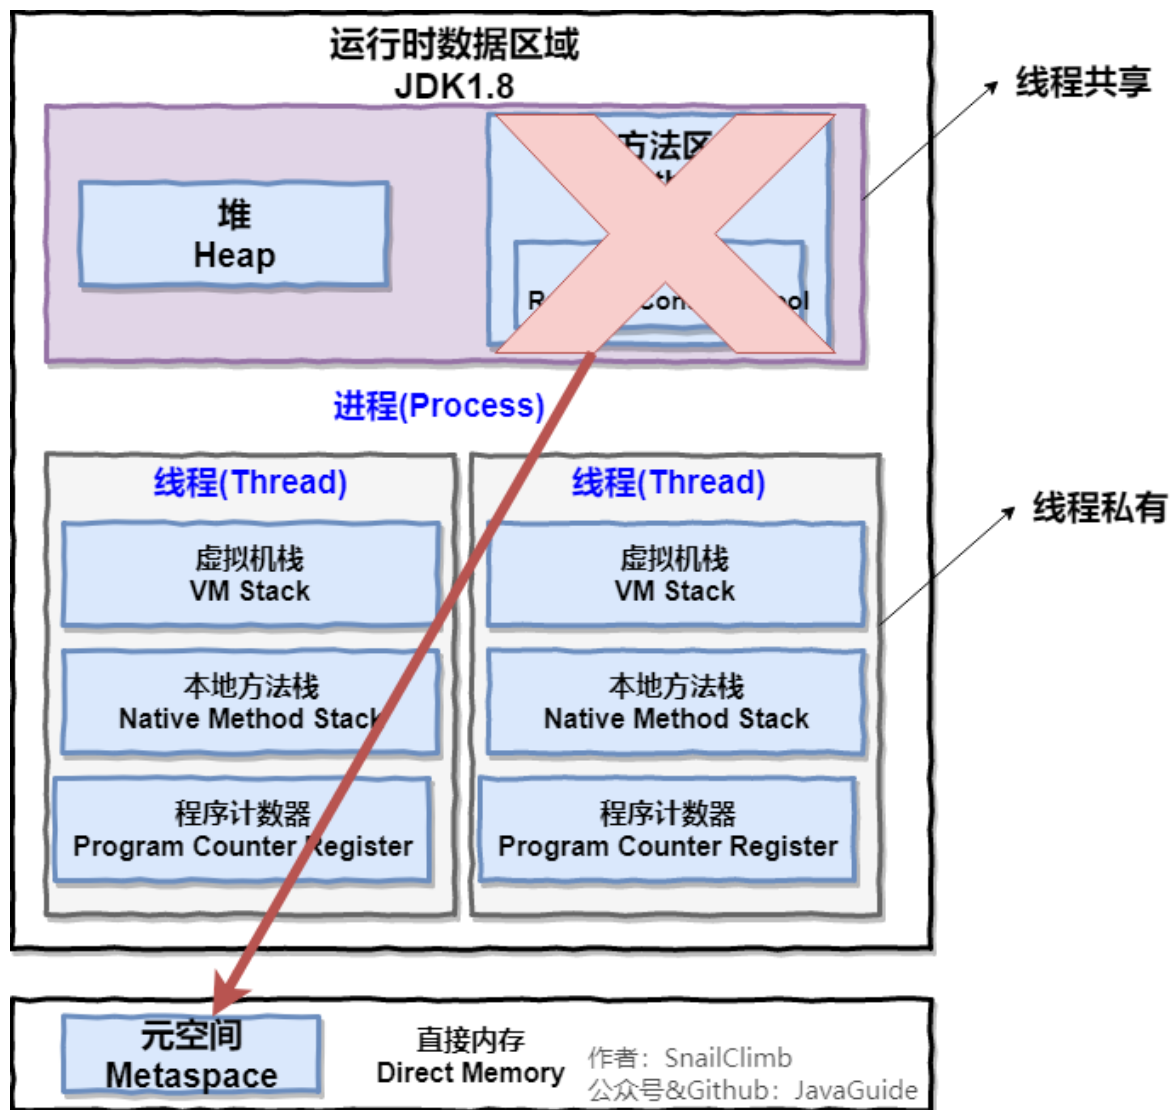 运行时数据区域
JDK1.8
线程共享
堆
Heap
方法区
进程(Process)
线程(Thread)
虚拟机栈
VM Stack
本地方法栈
Native Method Stack
程序计数器
Program Counter Register
线程(Thread)
虚拟机栈
VM Stack
本地方法栈
Native Method Stack
程序计数器
Program Counter Register
线程私有
元空间
Metaspace
直接内存
Direct Memory
作者：SnailClimb
公众号&Github：JavaGuide